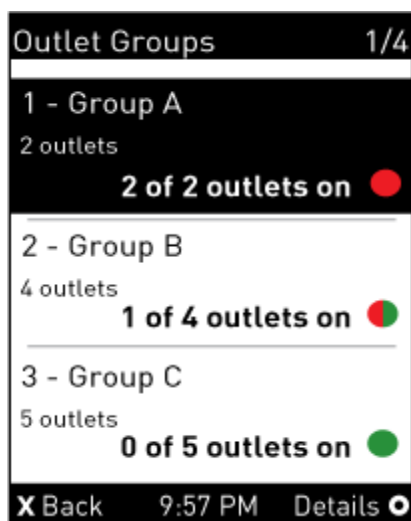 Outlet Groups 1/4
1 - Group A
2 outlets
2 of 2 outlets on
2 - Group B
4 outlets
1 of 4 outlets on
3 - Group C
5 outlets
0 of 5 outlets on
X Back 9:57 PM Details